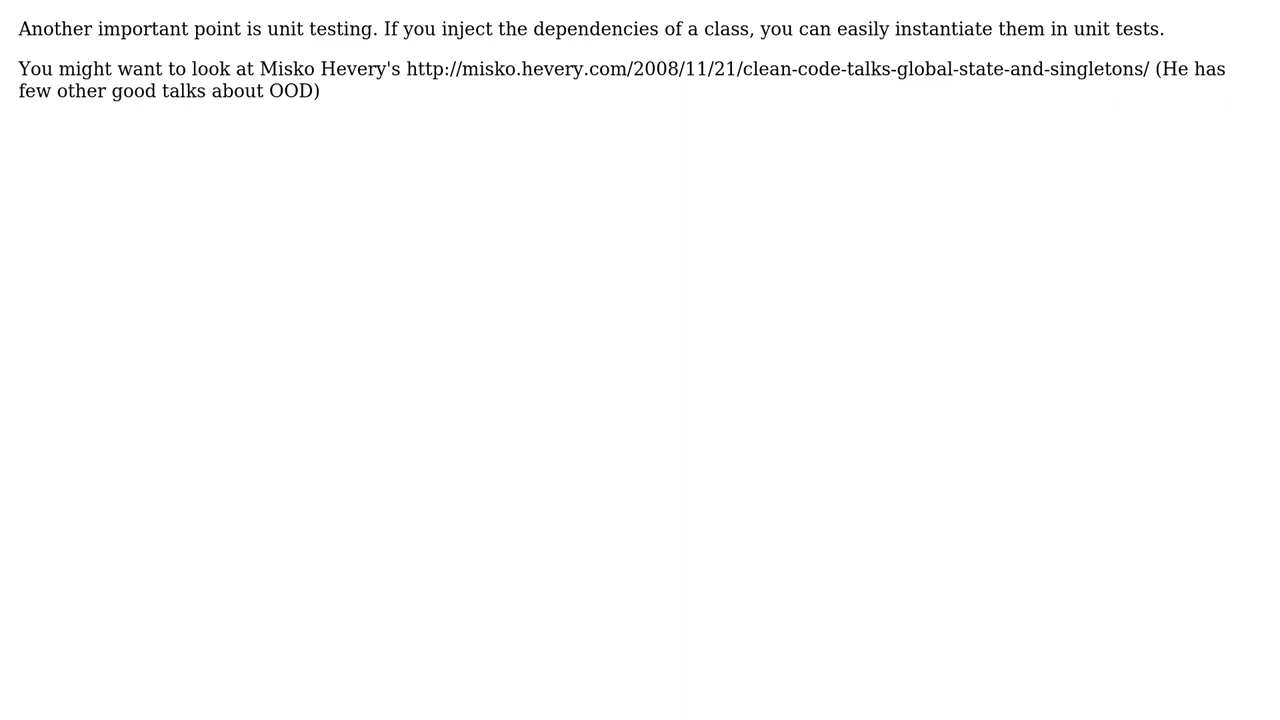 Another important point is unit testing. If you inject the dependencies of a class, you can easily instantiate them in unit tests.
You might want to look at Misko Hevery's http://misko.hevery.com/2008/11/21/clean-code-talks-global-state-and-singletons/ (He has
few other good talks about OOD)